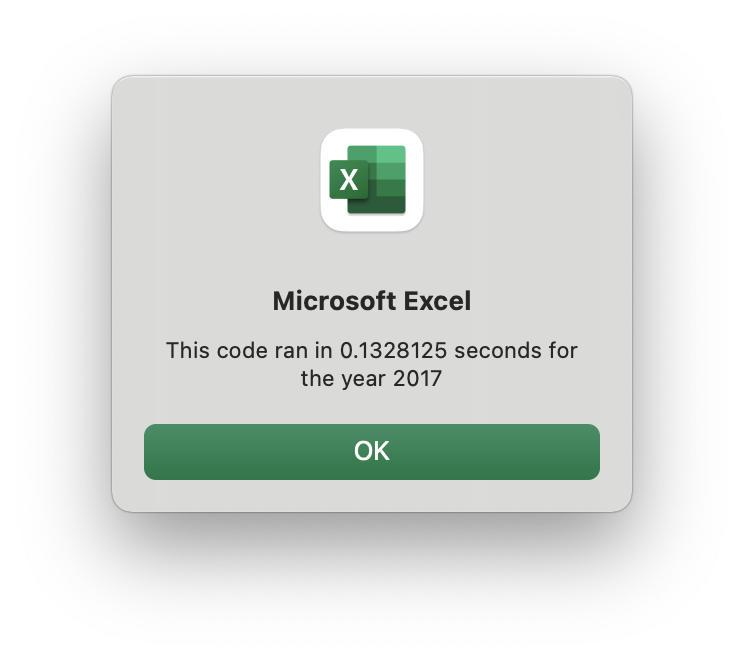 X
Microsoft Excel
This code ran in 0.1328125 seconds for
the year 2017
OK